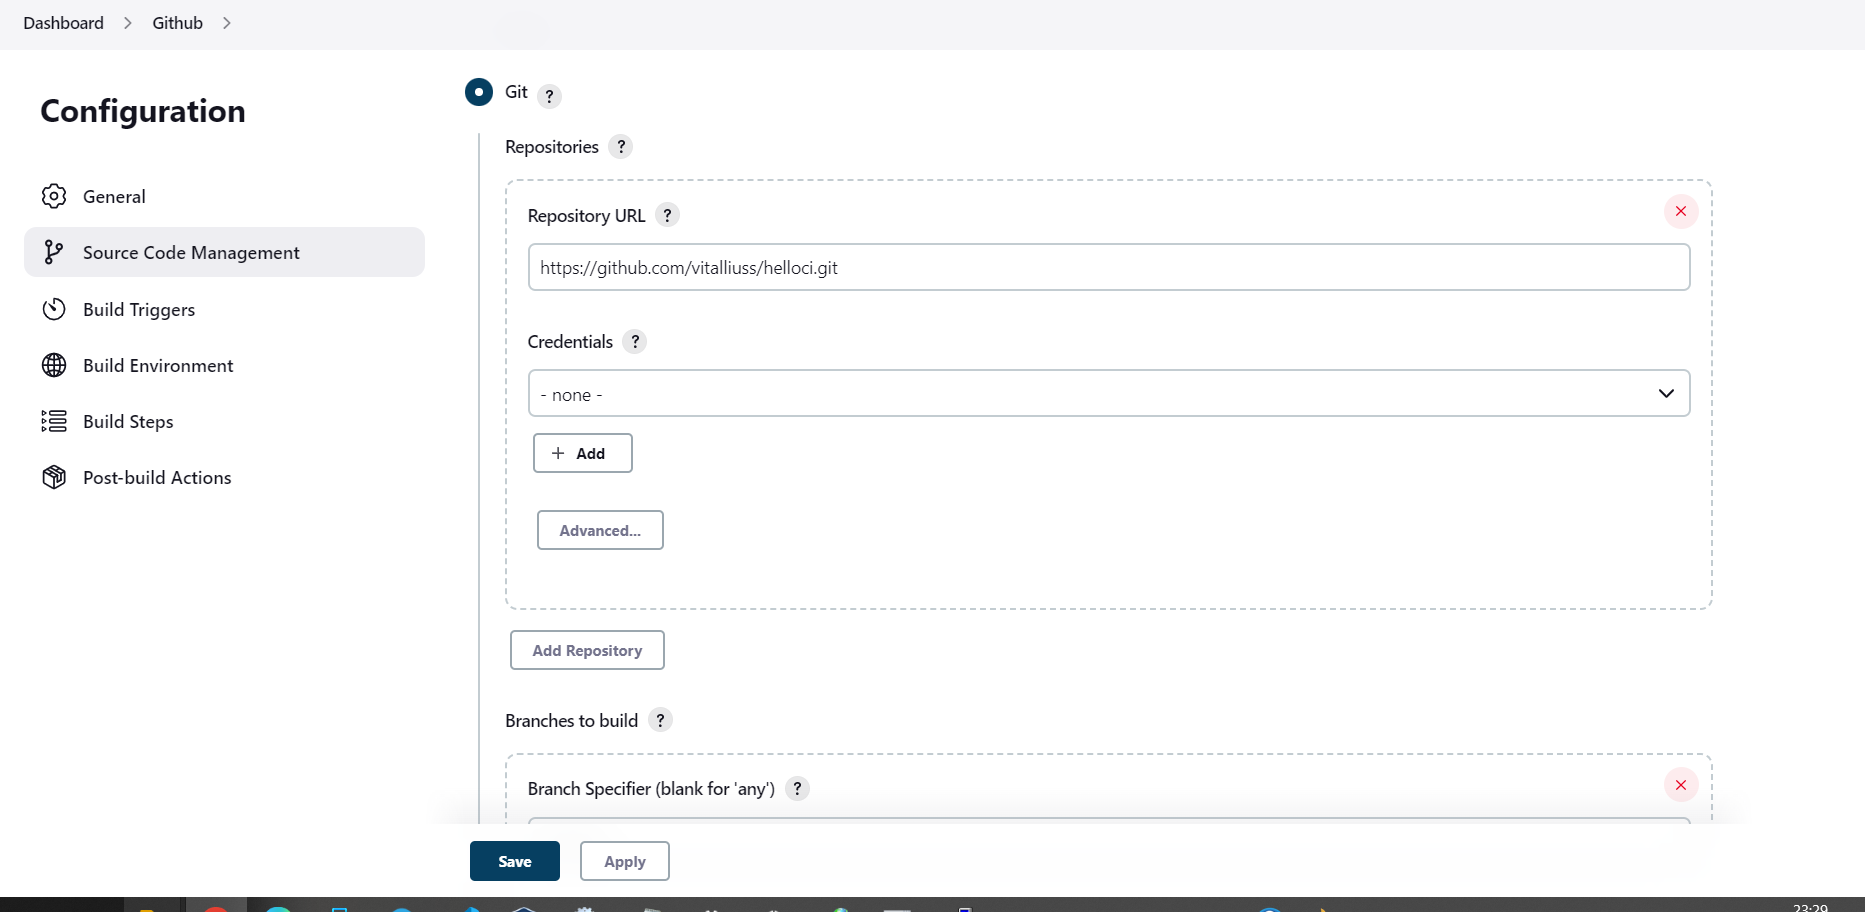 Dashboard > Github >
Configuration
General
Source Code Management
Build Triggers
Build Environment
Build Steps
Post-build Actions
Git ?
Repositories ?
Repository URL ?
https://github.com/vitalliuss/helloci.git
Credentials ?
- none -
+ Add
Advanced...
Add Repository
Branches to build ?
Branch Specifier (blank for 'any') ?
Save
Apply
23:29